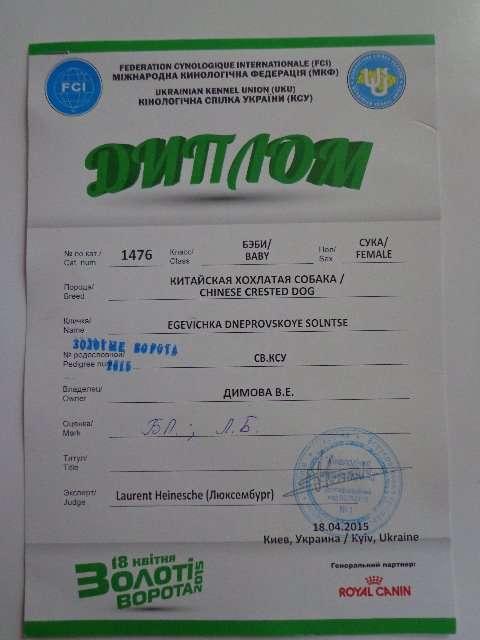 FEDERATION CYNOLOGIQUE INTERNATIONALE (FCI)
МІЖНАРОДНА КИНОЛОГІЧНА ФЕДЕРАЦІЯ (МКФ)
UKRAINIAN KENNEL UNION (UKU)
КІНОЛОГІЧНА СПІЛКА УКРАЇНИ (КСУ)
FCI
ДИПЛОМ
№ по кат./
Cat. num
1476
Класс/
Class
БЭБИ/
BABY
Пол/
Sex
СУКА/
FEMALE
Порода/
Breed
КИТАЙСКАЯ ХОХЛАТАЯ СОБАКА /
CHINESE CRESTED DOG
Кличка/
Name
EGEVICHKA DNEPROVSKOYE SOLNTSE
ЗОЛОТЫЕ ВОРОТА
2015
№ родословной/
Pedigree num
СВ.КСУ
Владелец/
Owner
ДИМОВА В.Е.
Оценка/
Mark
БП; Л.Б.
Титул/
Title
Эксперт/
Judge
Laurent Heinesche (Люксембург)
18.04.2015
Киев, Украина / Kyiv, Ukraine
18 квітня
Золоті
ВОРОТА 2015
Генеральный партнер:
ROYAL CANIN